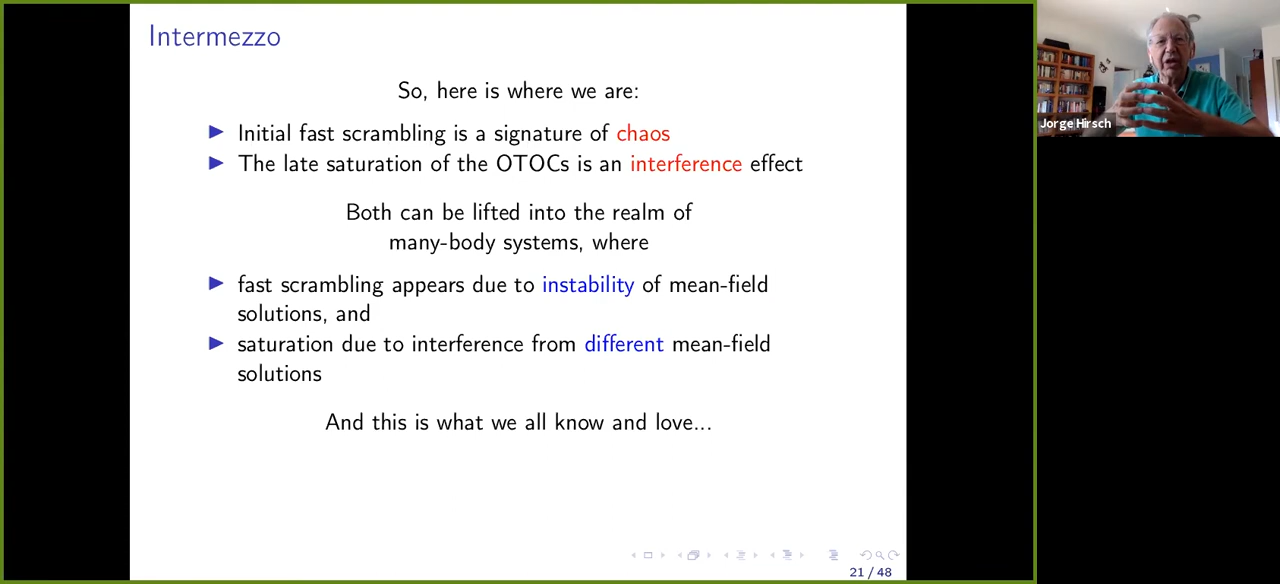 Intermezzo
So, here is where we are:
Initial fast scrambling is a signature of chaos
The late saturation of the OTOCs is an interference effect
Both can be lifted into the realm of
many-body systems, where
fast scrambling appears due to instability of mean-field
solutions, and
saturation due to interference from different mean-field
solutions
And this is what we all know and love...
21 / 48
Jorge Hirsch